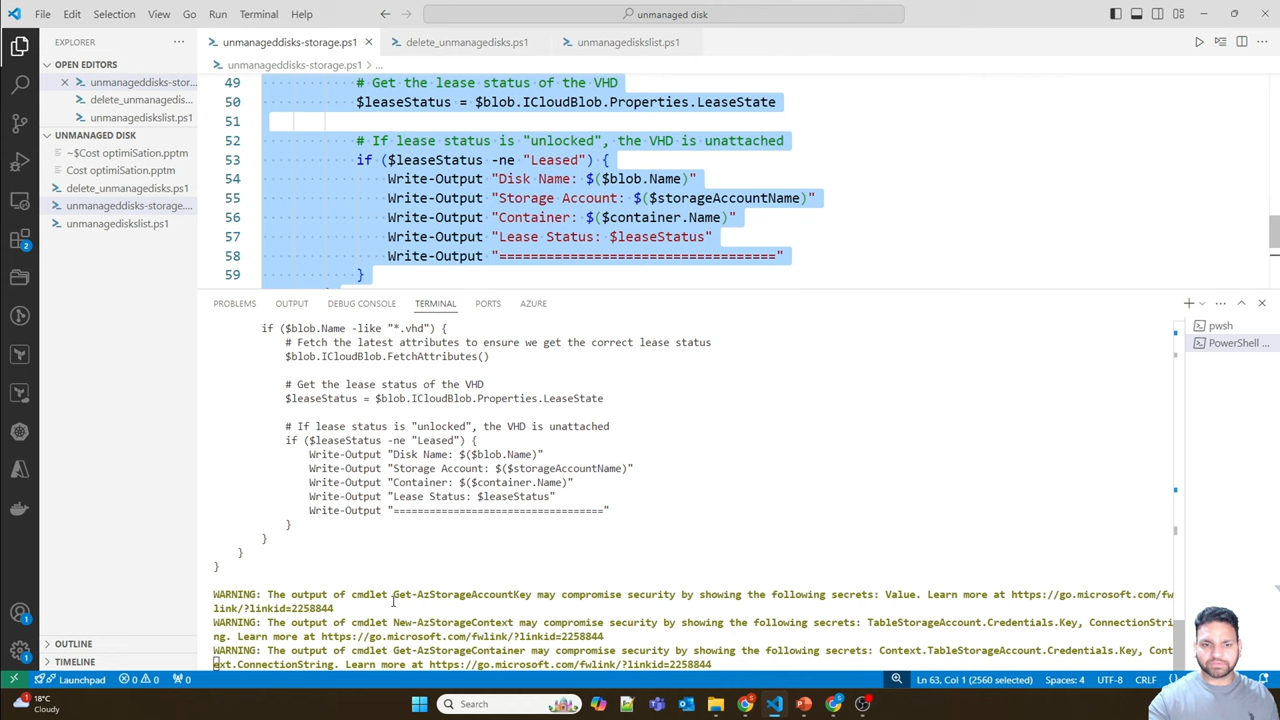 File Edit Selection View Go Run Terminal Help
unmanaged disk
EXPLORER
OPEN EDITORS
unmanageddisks-stor...
delete_unmanagedis...
unmanageddiskslist.ps1
UNMANAGED DISK
~$Cost optimiSation.pptm
Cost optimiSation.pptm
delete_unmanagedisks.ps1
unmanageddisks-storage....
unmanageddiskslist.ps1
2
OUTLINE
TIMELINE
unmanageddisks-storage.ps1
delete_unmanagedisks.ps1
unmanageddiskslist.ps1
unmanageddisks-storage.ps1 > ...
49 # Get the lease status of the VHD
50 $leaseStatus = $blob.ICloudBlob.Properties.LeaseState
51
52 # If lease status is "unlocked", the VHD is unattached
53 if ($leaseStatus -ne "Leased") {
54 Write-Output "Disk Name: $($blob.Name)"
55 Write-Output "Storage Account: $($storageAccountName)"
56 Write-Output "Container: $($container.Name)"
57 Write-Output "Lease Status: $leaseStatus"
58 Write-Output "==================================="
59 }
PROBLEMS OUTPUT DEBUG CONSOLE TERMINAL PORTS AZURE
pwsh
PowerShell ...
if ($blob.Name -like "*.vhd") {
# Fetch the latest attributes to ensure we get the correct lease status
$blob.ICloudBlob.FetchAttributes()
# Get the lease status of the VHD
$leaseStatus = $blob.ICloudBlob.Properties.LeaseState
# If lease status is "unlocked", the VHD is unattached
if ($leaseStatus -ne "Leased") {
Write-Output "Disk Name: $($blob.Name)"
Write-Output "Storage Account: $($storageAccountName)"
Write-Output "Container: $($container.Name)"
Write-Output "Lease Status: $leaseStatus"
Write-Output "==================================="
}
}
}
}
WARNING: The output of cmdlet Get-AzStorageAccountKey may compromise security by showing the following secrets: Value. Learn more at https://go.microsoft.com/fw
link/?linkid=2258844
WARNING: The output of cmdlet New-AzStorageContext may compromise security by showing the following secrets: TableStorageAccount.Credentials.Key, ConnectionStri
ng. Learn more at https://go.microsoft.com/fwlink/?linkid=2258844
WARNING: The output of cmdlet Get-AzStorageContainer may compromise security by showing the following secrets: Context.TableStorageAccount.Credentials.Key, Cont
ext.ConnectionString. Learn more at https://go.microsoft.com/fwlink/?linkid=2258844
Launchpad 0 0 0
Ln 63, Col 1 (2560 selected) Spaces: 4 UTF-8 CRLF
18°C
Cloudy
Search